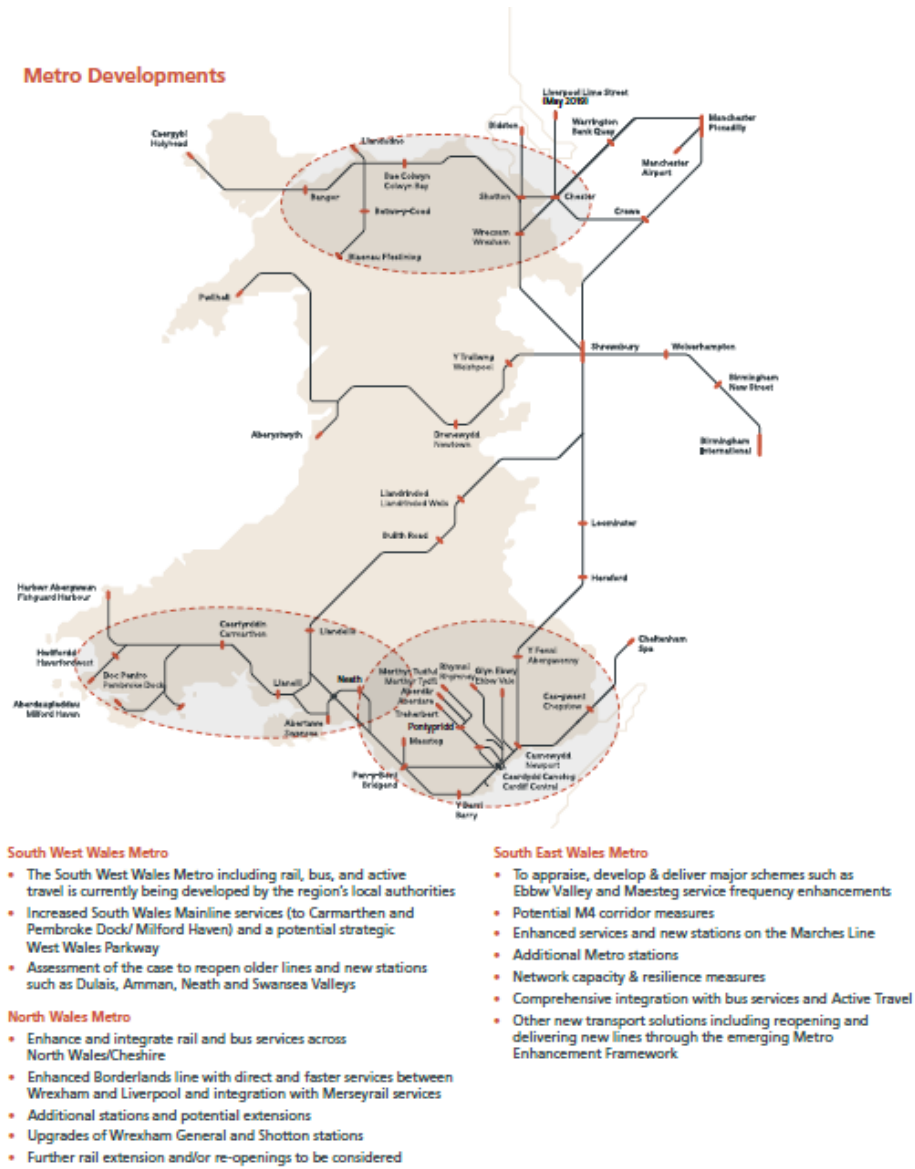 Metro Developments
Liverpool Lime Street
(May 2019)
Bidston
Warrington
Bank Quay
Manchester
Manchester
Airport
Caergybi
Holyhead
Llandudno
Bae Colwyn
Colwyn Bay
Bangor
Betws-y-Coed
Shotton
Chester
Crewe
Wrecsam
Wrexham
Blaenau Ffestiniog
Pwllheli
Shrewsbury
Wolverhampton
Y Trallwng
Welshpool
Birmingham
New Street
Aberystwyth
Drenewydd
Newtown
Birmingham
International
Llandrindod
Llandrindod Wells
Builth Road
Leominster
Hereford
Harbwr Abergwaun
Fishguard Harbour
Caerfyrddin
Carmarthen
Llandeilo
Cheltenham
Spa
Hwlffordd
Haverfordwest
Y Fenni
Abergavenny
Doc Penfro
Pembroke Dock
Merthyr Tudful
Merthyr Tydfil
Rhymni
Rhymney
Glyn Ebwy
Ebbw Vale
Llanelli
Neath
Aberdâr
Aberdare
Cas-gwent
Chepstow
Aberdaugleddau
Milford Haven
Treherbert
Abertawe
Swansea
Pontypridd
Maesteg
Casnewydd
Newport
Pen-y-Bont
Bridgend
Caerdydd Canolog
Cardiff Central
Y Barri
Barry
South West Wales Metro
• The South West Wales Metro including rail, bus, and active
travel is currently being developed by the region's local authorities
• Increased South Wales Mainline services (to Carmarthen and
Pembroke Dock/ Milford Haven) and a potential strategic
West Wales Parkway
• Assessment of the case to reopen older lines and new stations
such as Dulais, Amman, Neath and Swansea Valleys
North Wales Metro
• Enhance and integrate rail and bus services across
North Wales/Cheshire
• Enhanced Borderlands line with direct and faster services between
Wrexham and Liverpool and integration with Merseyrail services
• Additional stations and potential extensions
• Upgrades of Wrexham General and Shotton stations
• Further rail extension and/or re-openings to be considered
South East Wales Metro
• To appraise, develop & deliver major schemes such as
Ebbw Valley and Maesteg service frequency enhancements
• Potential M4 corridor measures
• Enhanced services and new stations on the Marches Line
• Additional Metro stations
• Network capacity & resilience measures
• Comprehensive integration with bus services and Active Travel
• Other new transport solutions including reopening and
delivering new lines through the emerging Metro
Enhancement Framework